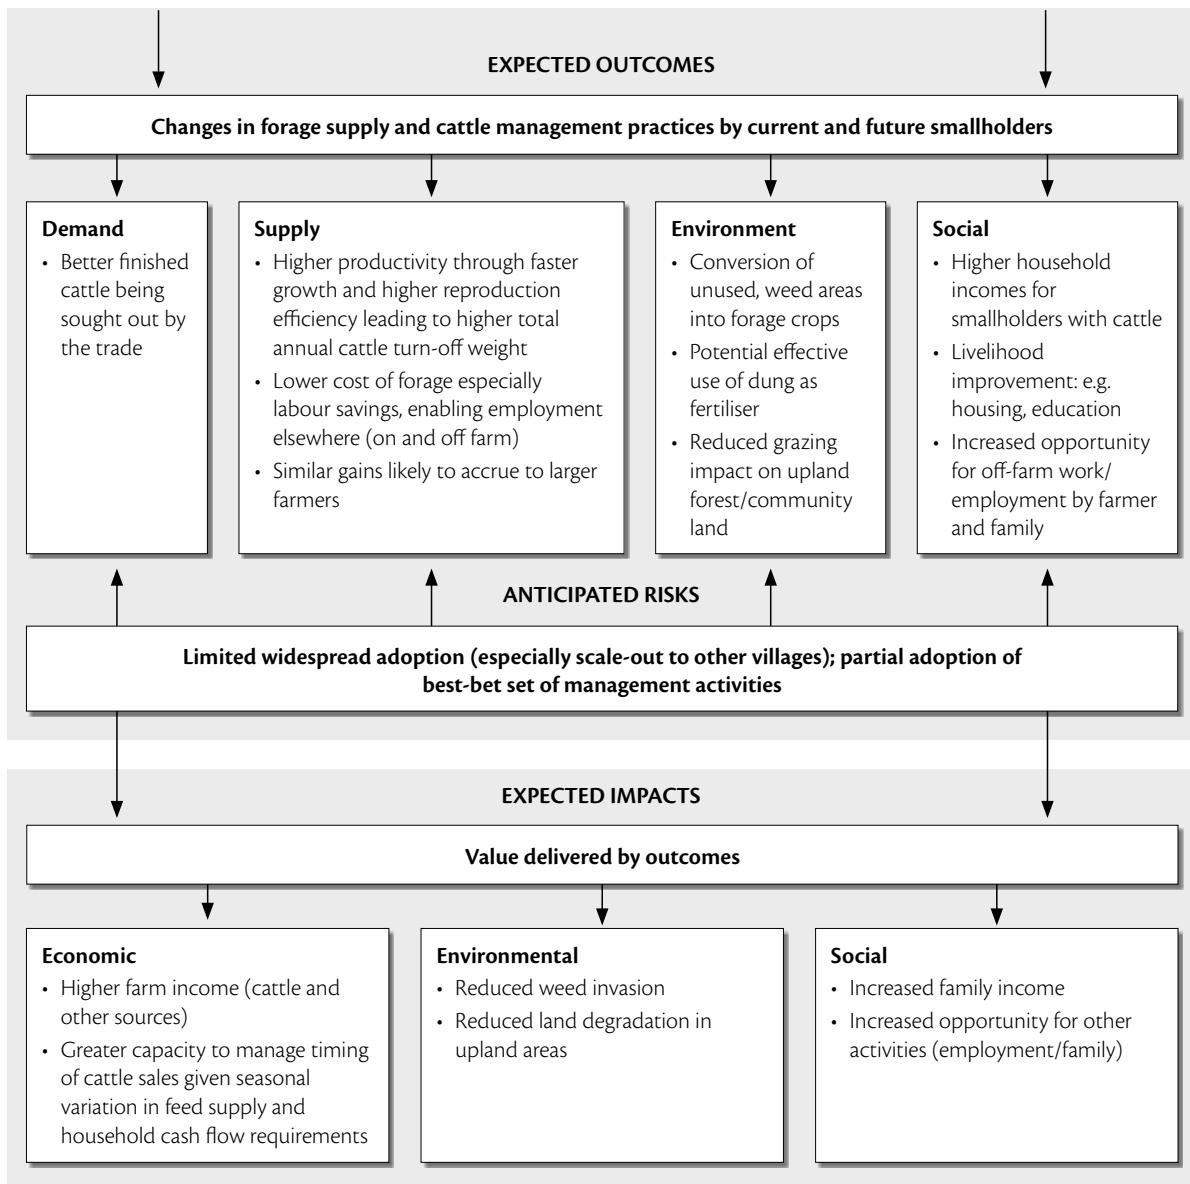 EXPECTED OUTCOMES
Changes in forage supply and cattle management practices by current and future smallholders
Demand
• Better finished
cattle being
sought out by
the trade
Supply
• Higher productivity through faster
growth and higher reproduction
efficiency leading to higher total
annual cattle turn-off weight
• Lower cost of forage especially
labour savings, enabling employment
elsewhere (on and off farm)
• Similar gains likely to accrue to larger
farmers
Environment
• Conversion of
unused, weed areas
into forage crops
• Potential effective
use of dung as
fertiliser
• Reduced grazing
impact on upland
forest/community
land
Social
• Higher household
incomes for
smallholders with cattle
• Livelihood
improvement: e.g.
housing, education
• Increased opportunity
for off-farm work/
employment by farmer
and family
ANTICIPATED RISKS
Limited widespread adoption (especially scale-out to other villages); partial adoption of
best-bet set of management activities
EXPECTED IMPACTS
Value delivered by outcomes
Economic
• Higher farm income (cattle and
other sources)
• Greater capacity to manage timing
of cattle sales given seasonal
variation in feed supply and
household cash flow requirements
Environmental
• Reduced weed invasion
• Reduced land degradation in
upland areas
Social
• Increased family income
• Increased opportunity for other
activities (employment/family)